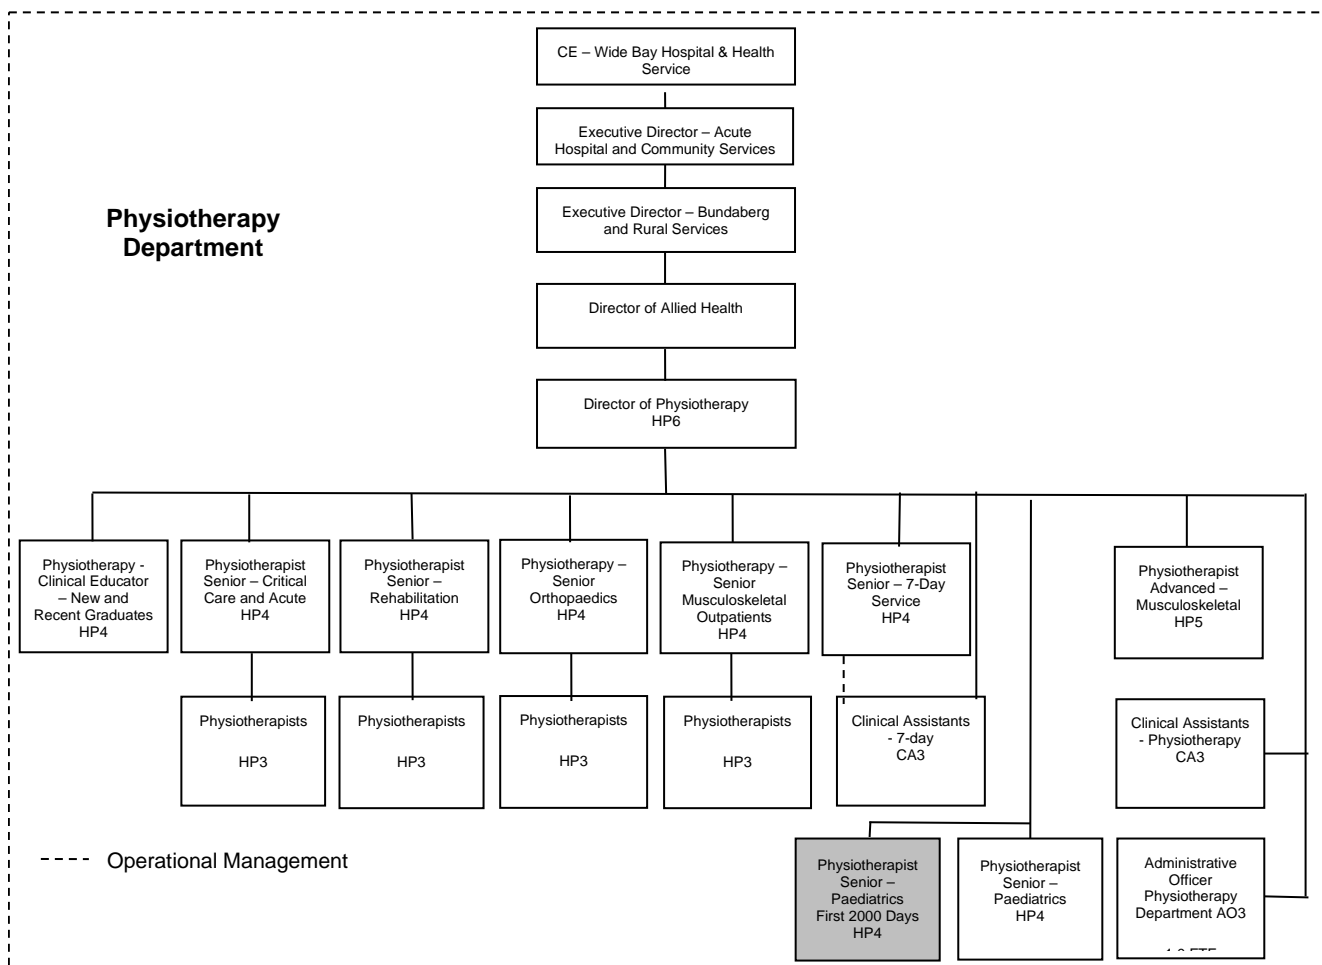 CE – Wide Bay Hospital & Health
Service
Executive Director – Acute
Hospital and Community Services
Executive Director – Bundaberg
and Rural Services
Physiotherapy
Department
Director of Allied Health
Director of Physiotherapy
HP6
Physiotherapy -
Clinical Educator
– New and
Recent Graduates
HP4
Physiotherapist
Senior – Critical
Care and Acute
HP4
Physiotherapist
Senior –
Rehabilitation
HP4
Physiotherapy –
Senior
Orthopaedics
HP4
Physiotherapy –
Senior
Musculoskeletal
Outpatients
HP4
Physiotherapist
Senior – 7-Day
Service
HP4
Physiotherapist
Advanced –
Musculoskeletal
HP5
Physiotherapists
HP3
Physiotherapists
HP3
Physiotherapists
HP3
Physiotherapists
HP3
Clinical Assistants
- 7-day
CA3
Clinical Assistants
- Physiotherapy
CA3
Operational Management
Physiotherapist
Senior –
Paediatrics
First 2000 Days
HP4
Physiotherapist
Senior –
Paediatrics
HP4
Administrative
Officer
Physiotherapy
Department AO3